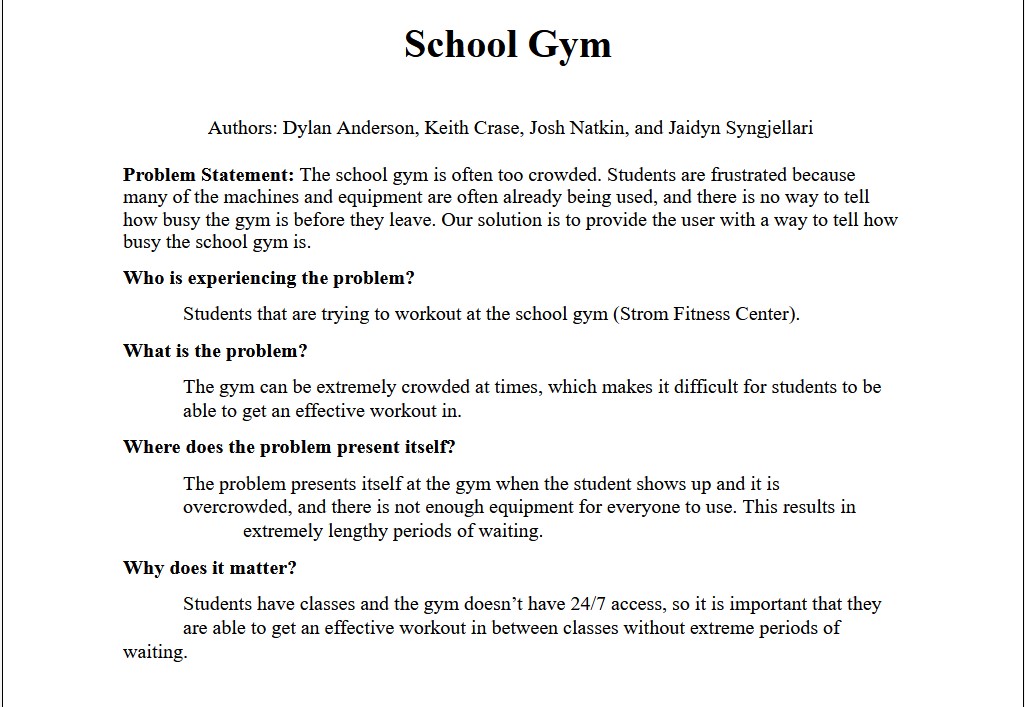 School Gym
Authors: Dylan Anderson, Keith Crase, Josh Natkin, and Jaidyn Syngjellari
Problem Statement: The school gym is often too crowded. Students are frustrated because
many of the machines and equipment are often already being used, and there is no way to tell
how busy the gym is before they leave. Our solution is to provide the user with a way to tell how
busy the school gym is.
Who is experiencing the problem?
Students that are trying to workout at the school gym (Strom Fitness Center).
What is the problem?
The gym can be extremely crowded at times, which makes it difficult for students to be
able to get an effective workout in.
Where does the problem present itself?
The problem presents itself at the gym when the student shows up and it is
overcrowded, and there is not enough equipment for everyone to use. This results in
extremely lengthy periods of waiting.
Why does it matter?
Students have classes and the gym doesn’t have 24/7 access, so it is important that they
are able to get an effective workout in between classes without extreme periods of
waiting.